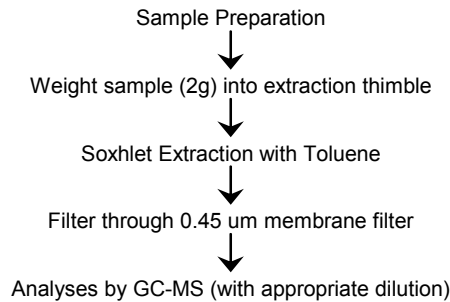 Sample Preparation
Weight sample (2g) into extraction thimble
Soxhlet Extraction with Toluene
Filter through 0.45 um membrane filter
Analyses by GC-MS (with appropriate dilution)